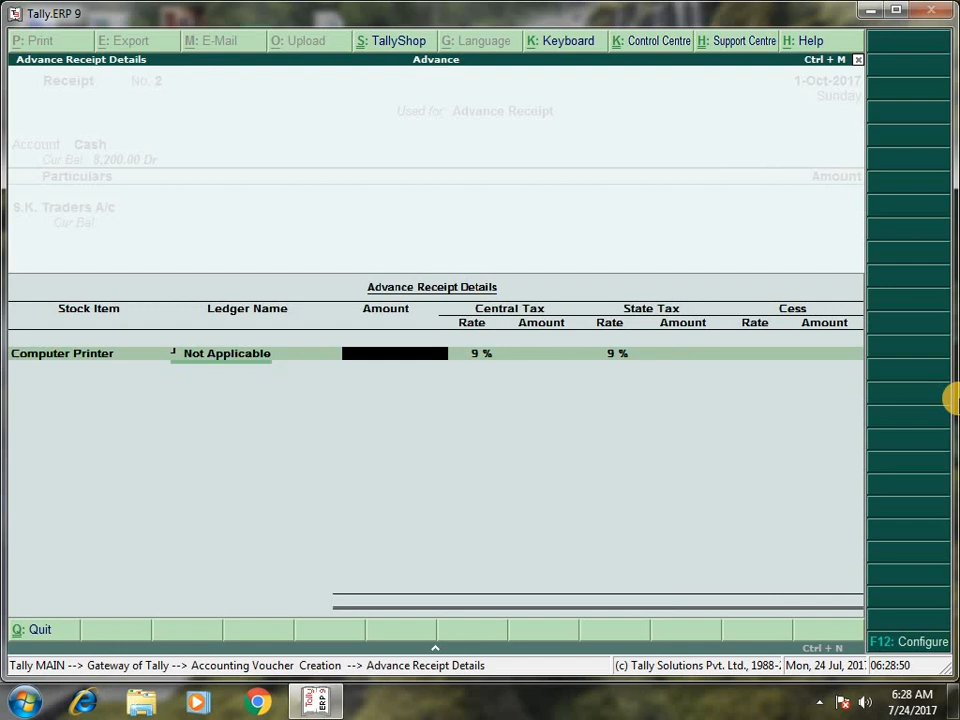 Tally.ERP 9
P: Print E: Export M: E-Mail O: Upload S: TallyShop G: Language K: Keyboard K: Control Centre H: Support Centre H: Help
Advance Receipt Details Advance Ctrl + M
Receipt No. 2 1-Oct-2017
Sunday
Used for: Advance Receipt
Account Cash
Cur Bal: 8,200.00 Dr
Particulars Amount
S.K. Traders A/c
Cur Bal:
Advance Receipt Details
Stock Item Ledger Name Amount Central Tax State Tax Cess
Rate Amount Rate Amount Rate Amount
Computer Printer ┘ Not Applicable 9 % 9 %
Q: Quit
F12: Configure
Ctrl + N
Tally MAIN --> Gateway of Tally --> Accounting Voucher Creation --> Advance Receipt Details (c) Tally Solutions Pvt. Ltd., 1988-2 Mon, 24 Jul, 201 06:28:50
Tally ERP 9
6:28 AM
7/24/2017